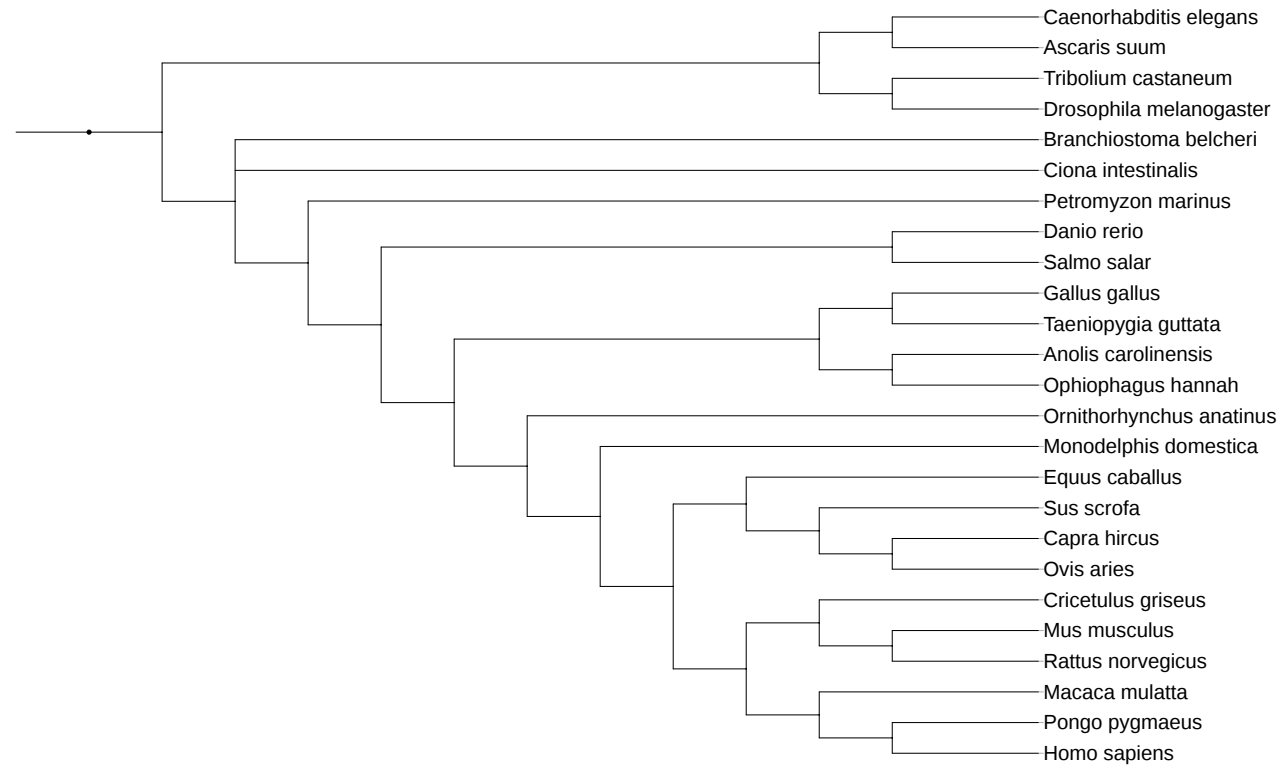 Caenorhabditis elegans
Ascaris suum
Tribolium castaneum
Drosophila melanogaster
Branchiostoma belcheri
Ciona intestinalis
Petromyzon marinus
Danio rerio
Salmo salar
Gallus gallus
Taeniopygia guttata
Anolis carolinensis
Ophiophagus hannah
Ornithorhynchus anatinus
Monodelphis domestica
Equus caballus
Sus scrofa
Capra hircus
Ovis aries
Cricetulus griseus
Mus musculus
Rattus norvegicus
Macaca mulatta
Pongo pygmaeus
Homo sapiens